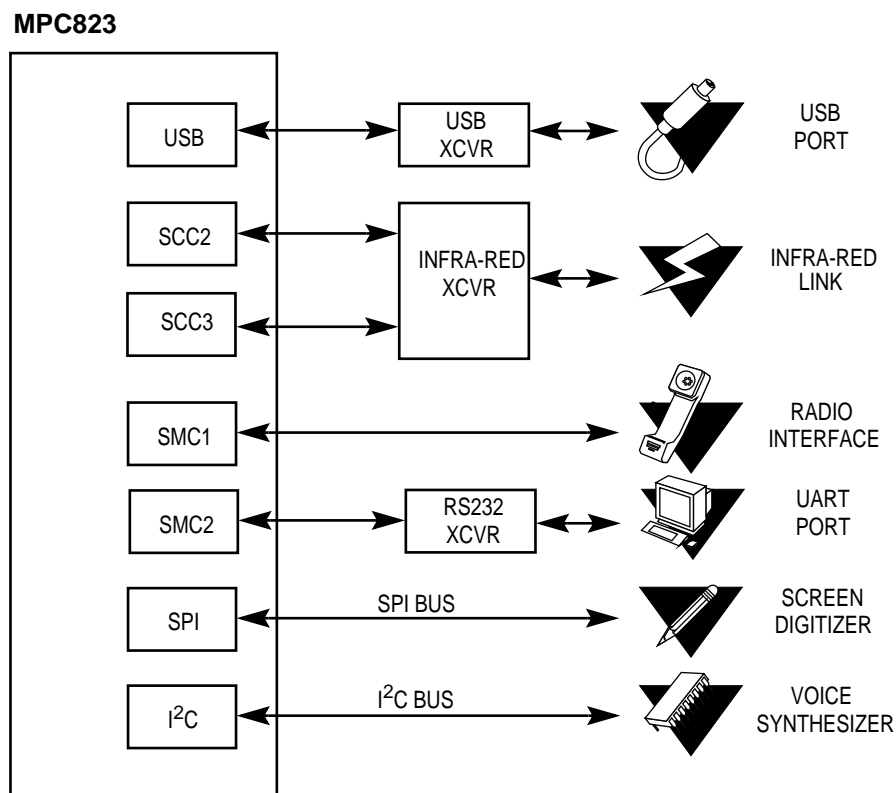 MPC823
USB
USB
XCVR
USB
PORT
SCC2
SCC3
INFRA-RED
XCVR
INFRA-RED
LINK
SMC1
RADIO
INTERFACE
SMC2
RS232
XCVR
UART
PORT
SPI
SPI BUS
SCREEN
DIGITIZER
I²C
I²C BUS
VOICE
SYNTHESIZER